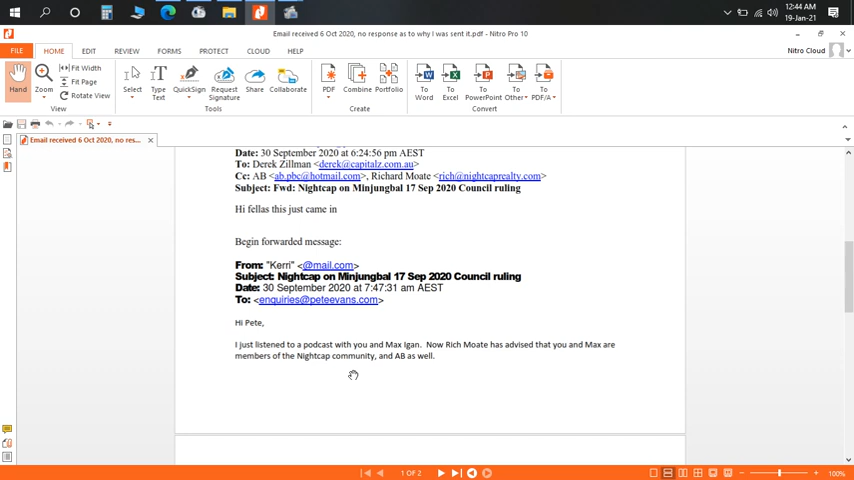 12:44 AM
19-Jan-21
Email received 6 Oct 2020, no response as to why I was sent it.pdf - Nitro Pro 10
FILE HOME EDIT REVIEW FORMS PROTECT CLOUD HELP
Nitro Cloud
Hand Zoom Fit Width Fit Page Rotate View
Select Type Text QuickSign Request Signature Share Collaborate
PDF Combine Portfolio
To Word To Excel To PowerPoint To Other To PDF/A
View Tools Create Convert
Email received 6 Oct 2020, no res...
Date: 30 September 2020 at 6:24:56 pm AEST
To: Derek Zillman <derek@capitalz.com.au>
Cc: AB <ab.pbc@hotmail.com>, Richard Moate <rich@nightcaprealty.com>
Subject: Fwd: Nightcap on Minjungbal 17 Sep 2020 Council ruling
Hi fellas this just came in
Begin forwarded message:
From: "Kerri" <@mail.com>
Subject: Nightcap on Minjungbal 17 Sep 2020 Council ruling
Date: 30 September 2020 at 7:47:31 am AEST
To: <enquiries@peteevans.com>
Hi Pete,
I just listened to a podcast with you and Max Igan. Now Rich Moate has advised that you and Max are
members of the Nightcap community, and AB as well.
1 OF 2
100%